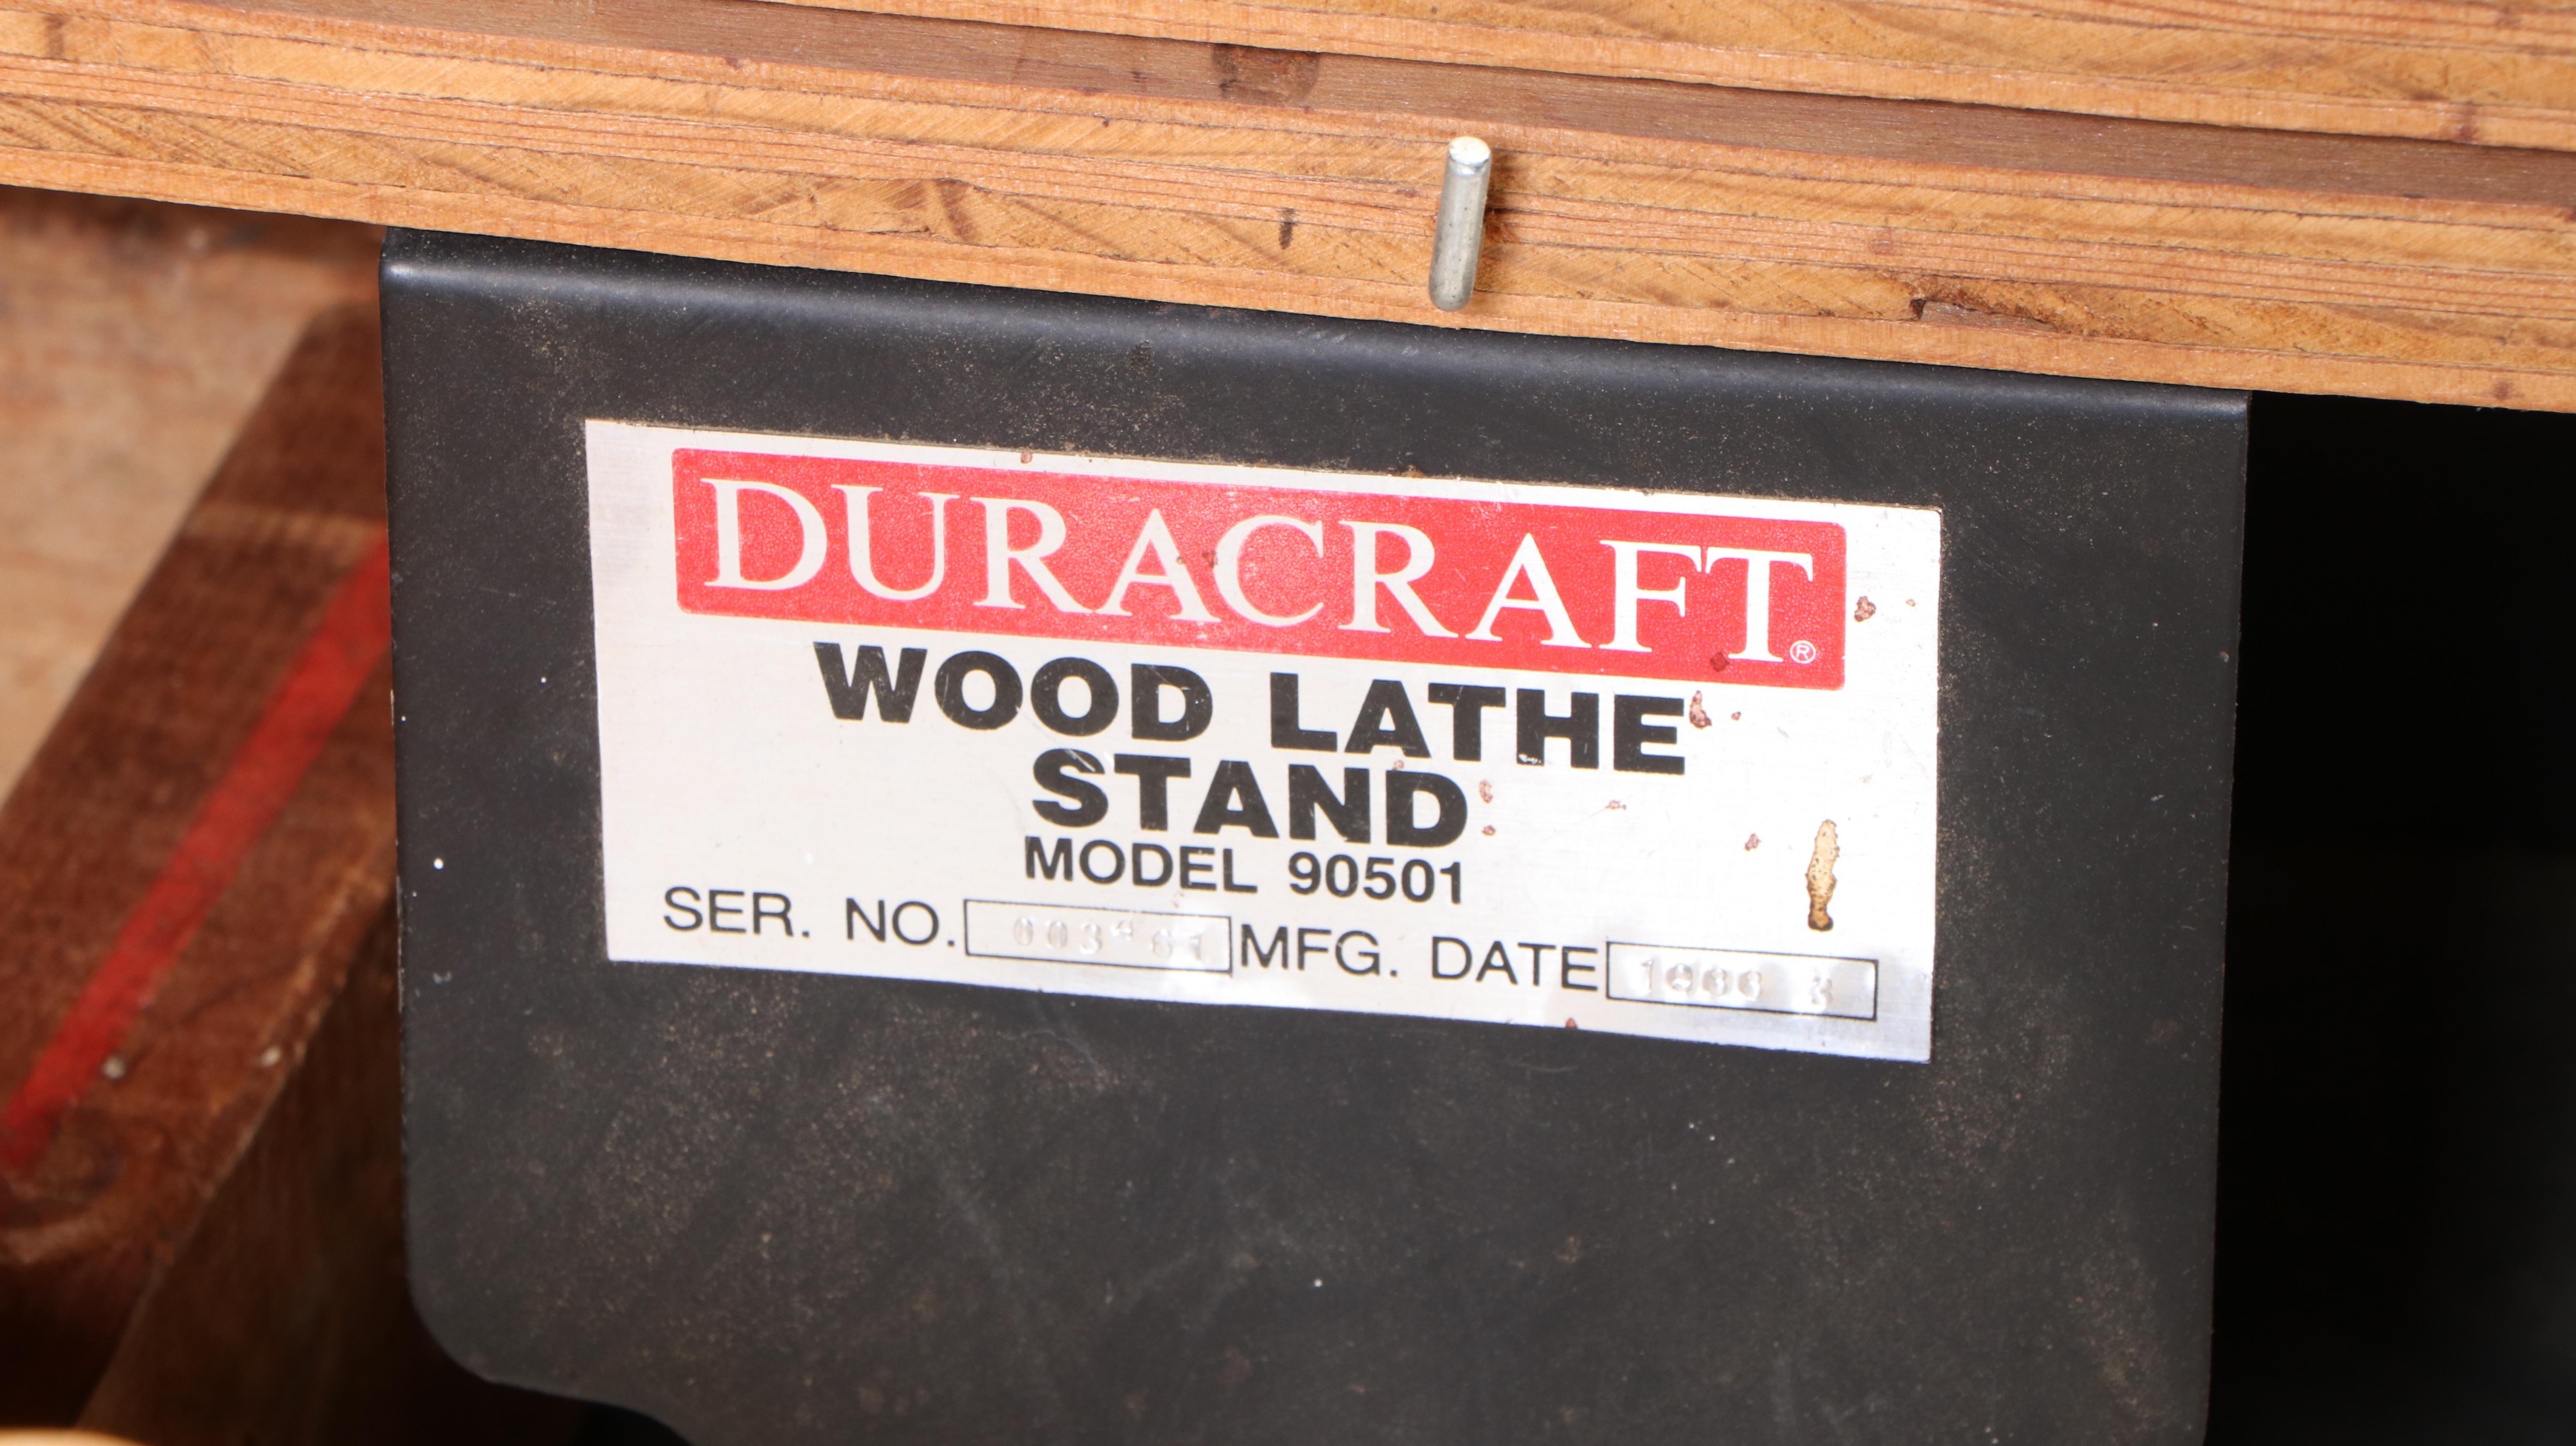 DURACRAFT®
WOOD LATHE
STAND
MODEL 90501
SER. NO. MFG. DATE